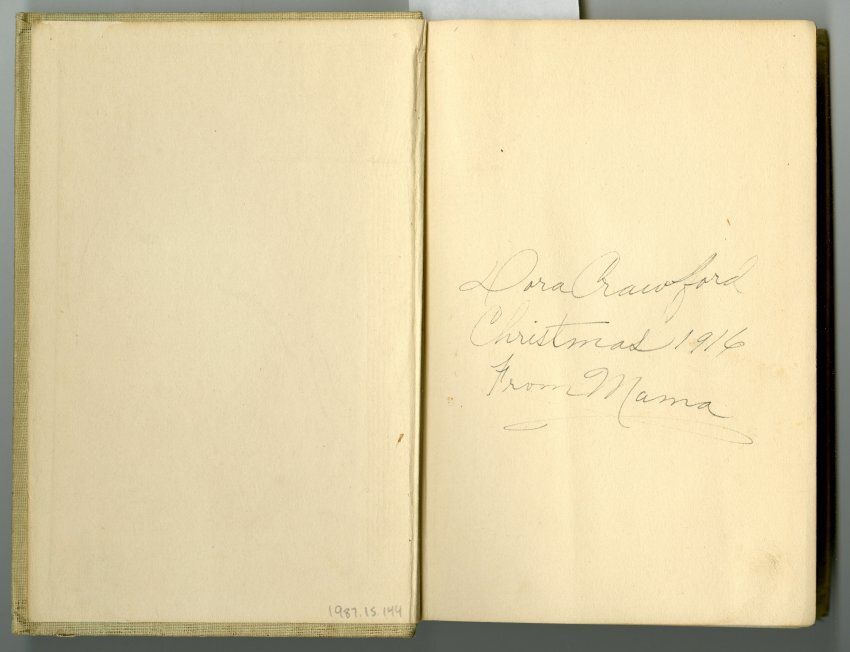 Dora Crawford
Christmas 1916
From Mama
1987.15.144